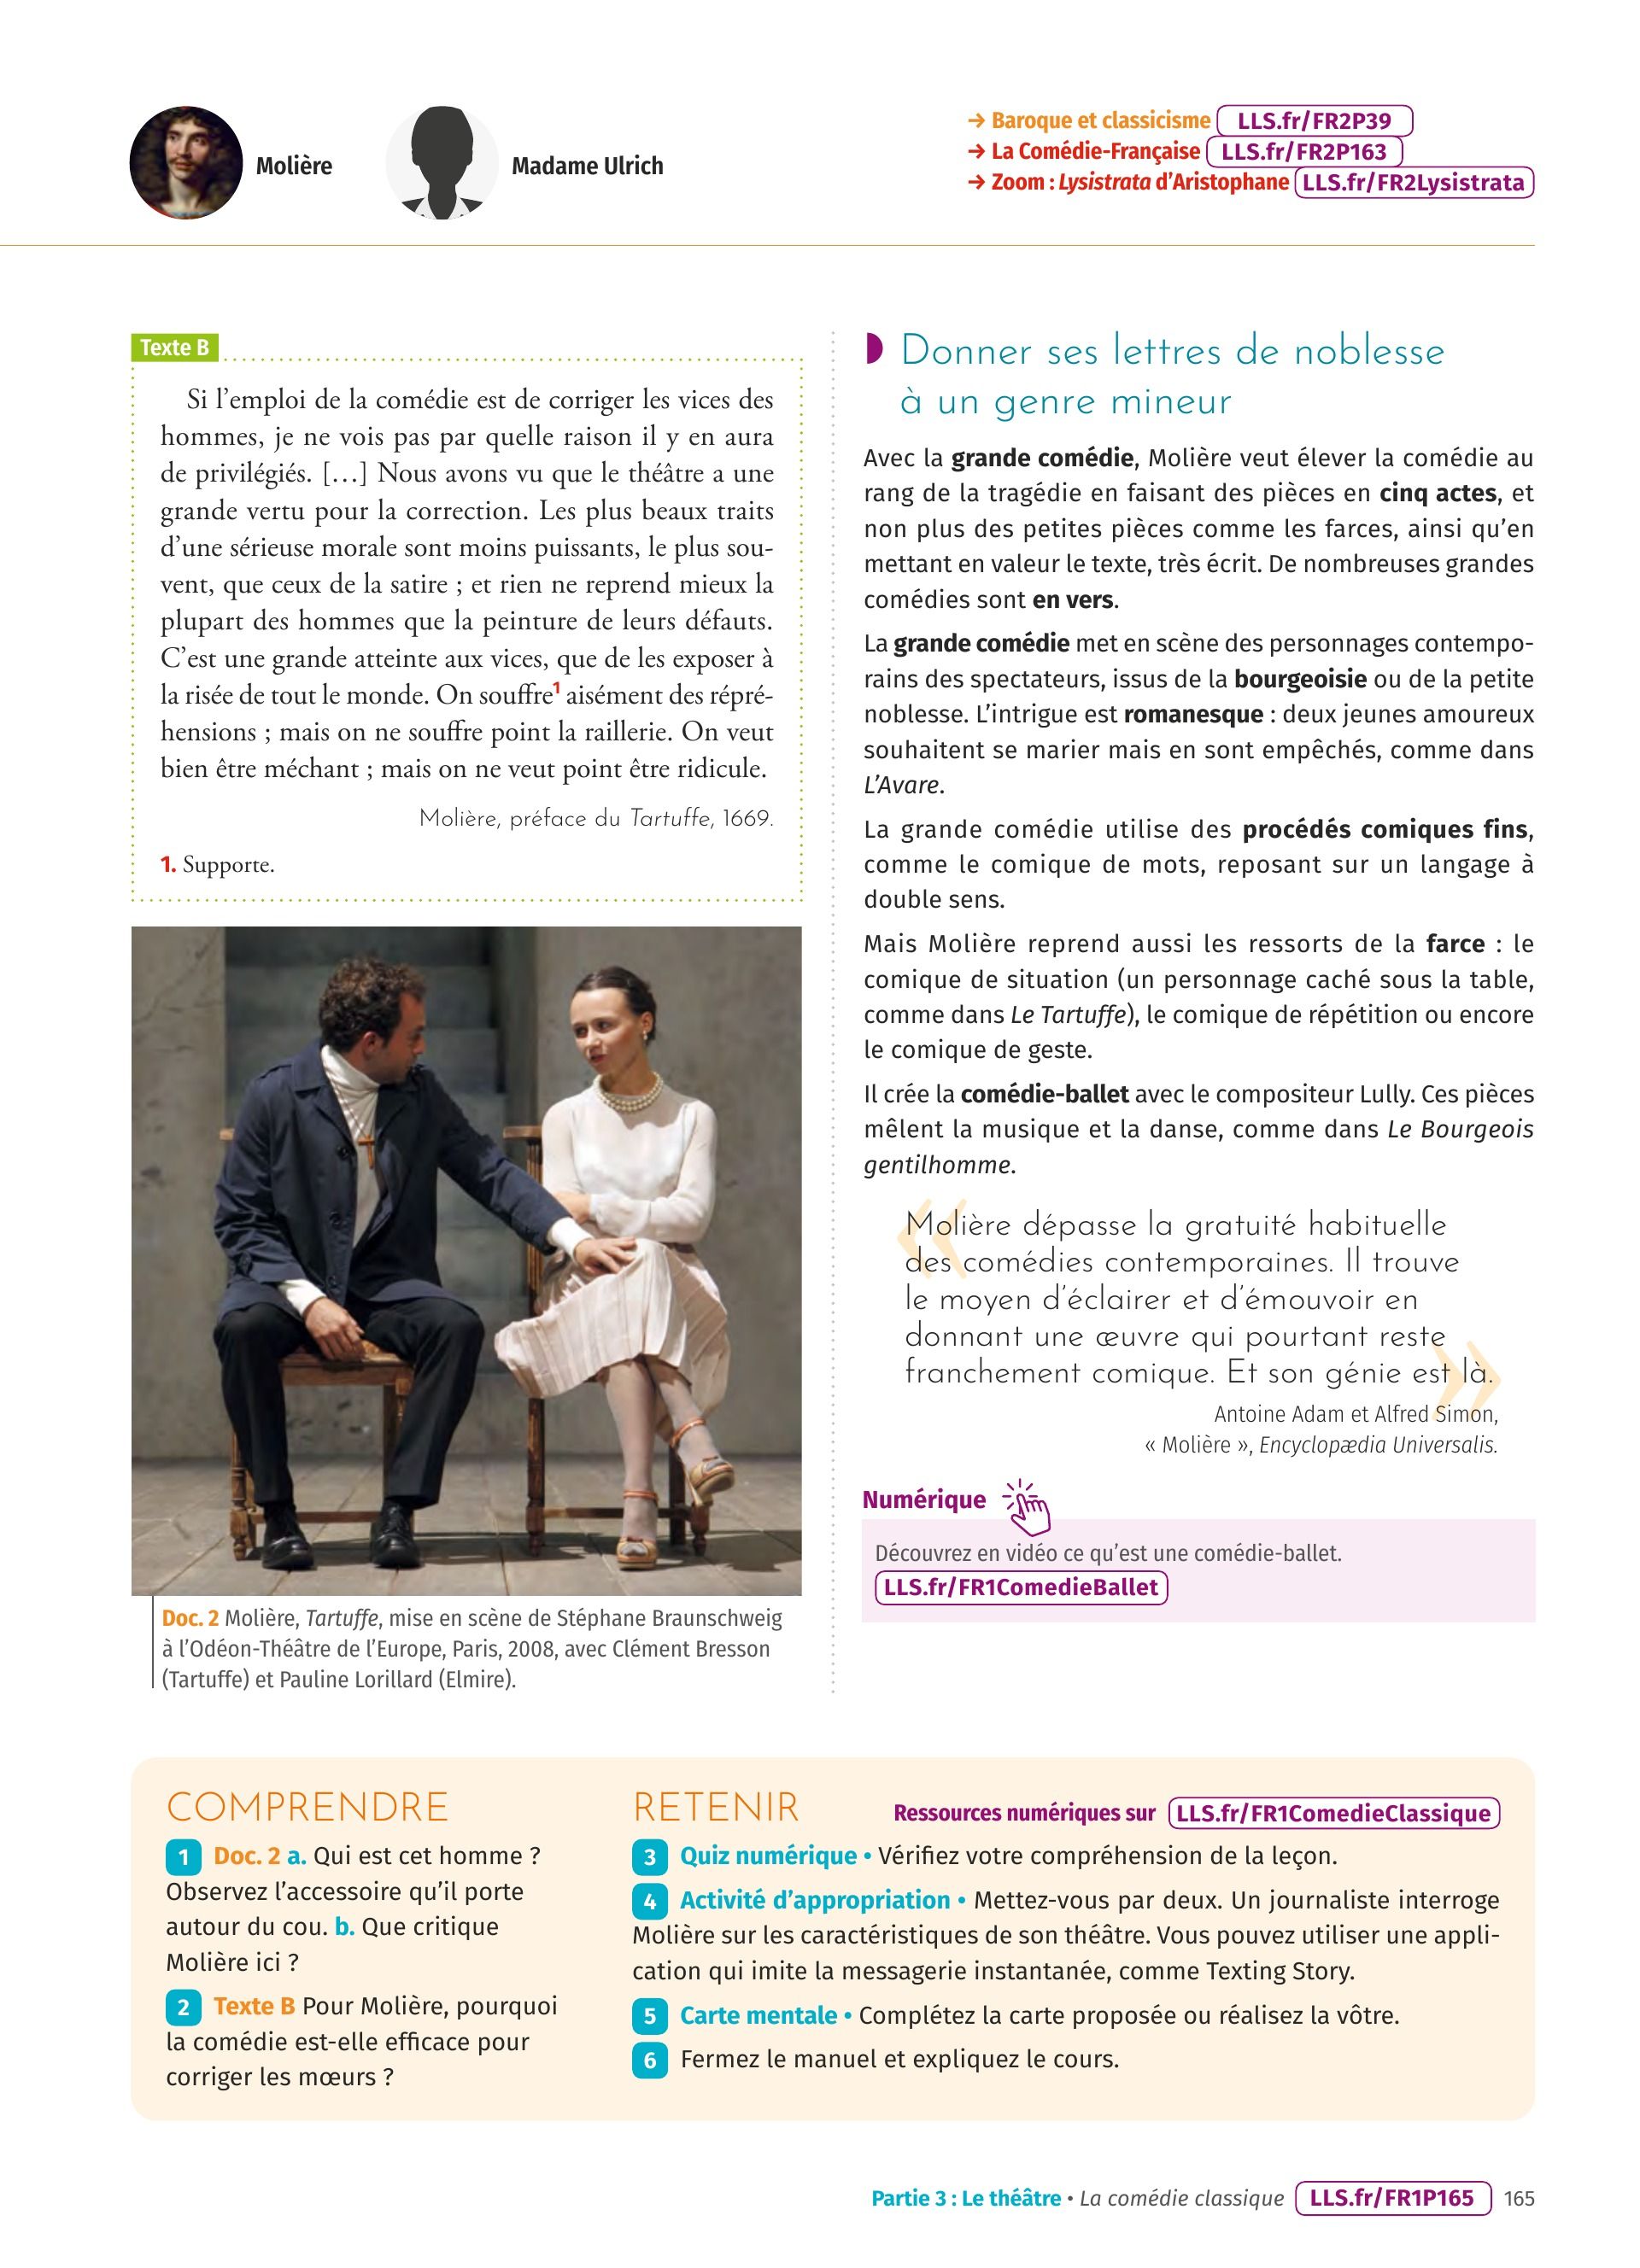 Molière
Madame Ulrich
→ Baroque et classicisme LLS.fr/FR2P39
→ La Comédie-Française LLS.fr/FR2P163
→ Zoom : Lysistrata d’Aristophane LLS.fr/FR2Lysistrata
Texte B
Si l’emploi de la comédie est de corriger les vices des
hommes, je ne vois pas par quelle raison il y en aura
de privilégiés. […] Nous avons vu que le théâtre a une
grande vertu pour la correction. Les plus beaux traits
d’une sérieuse morale sont moins puissants, le plus sou-
vent, que ceux de la satire ; et rien ne reprend mieux la
plupart des hommes que la peinture de leurs défauts.
C’est une grande atteinte aux vices, que de les exposer à
la risée de tout le monde. On souffre1 aisément des répré-
hensions ; mais on ne souffre point la raillerie. On veut
bien être méchant ; mais on ne veut point être ridicule.
Molière, préface du Tartuffe, 1669.
1. Supporte.
Doc. 2 Molière, Tartuffe, mise en scène de Stéphane Braunschweig
à l’Odéon-Théâtre de l’Europe, Paris, 2008, avec Clément Bresson
(Tartuffe) et Pauline Lorillard (Elmire).
Donner ses lettres de noblesse
à un genre mineur
Avec la grande comédie, Molière veut élever la comédie au
rang de la tragédie en faisant des pièces en cinq actes, et
non plus des petites pièces comme les farces, ainsi qu’en
mettant en valeur le texte, très écrit. De nombreuses grandes
comédies sont en vers.
La grande comédie met en scène des personnages contempo-
rains des spectateurs, issus de la bourgeoisie ou de la petite
noblesse. L’intrigue est romanesque : deux jeunes amoureux
souhaitent se marier mais en sont empêchés, comme dans
L’Avare.
La grande comédie utilise des procédés comiques fins,
comme le comique de mots, reposant sur un langage à
double sens.
Mais Molière reprend aussi les ressorts de la farce : le
comique de situation (un personnage caché sous la table,
comme dans Le Tartuffe), le comique de répétition ou encore
le comique de geste.
Il crée la comédie-ballet avec le compositeur Lully. Ces pièces
mêlent la musique et la danse, comme dans Le Bourgeois
gentilhomme.
« Molière dépasse la gratuité habituelle
des comédies contemporaines. Il trouve
le moyen d’éclairer et d’émouvoir en
donnant une œuvre qui pourtant reste
franchement comique. Et son génie est là. »
Antoine Adam et Alfred Simon,
« Molière », Encyclopædia Universalis.
Numérique
Découvrez en vidéo ce qu’est une comédie-ballet.
LLS.fr/FR1ComedieBallet
COMPRENDRE
1 Doc. 2 a. Qui est cet homme ?
Observez l’accessoire qu’il porte
autour du cou. b. Que critique
Molière ici ?
2 Texte B Pour Molière, pourquoi
la comédie est-elle efficace pour
corriger les mœurs ?
RETENIR
Ressources numériques sur LLS.fr/FR1ComedieClassique
3 Quiz numérique • Vérifiez votre compréhension de la leçon.
4 Activité d’appropriation • Mettez-vous par deux. Un journaliste interroge
Molière sur les caractéristiques de son théâtre. Vous pouvez utiliser une appli-
cation qui imite la messagerie instantanée, comme Texting Story.
5 Carte mentale • Complétez la carte proposée ou réalisez la vôtre.
6 Fermez le manuel et expliquez le cours.
Partie 3 : Le théâtre • La comédie classique LLS.fr/FR1P165 165